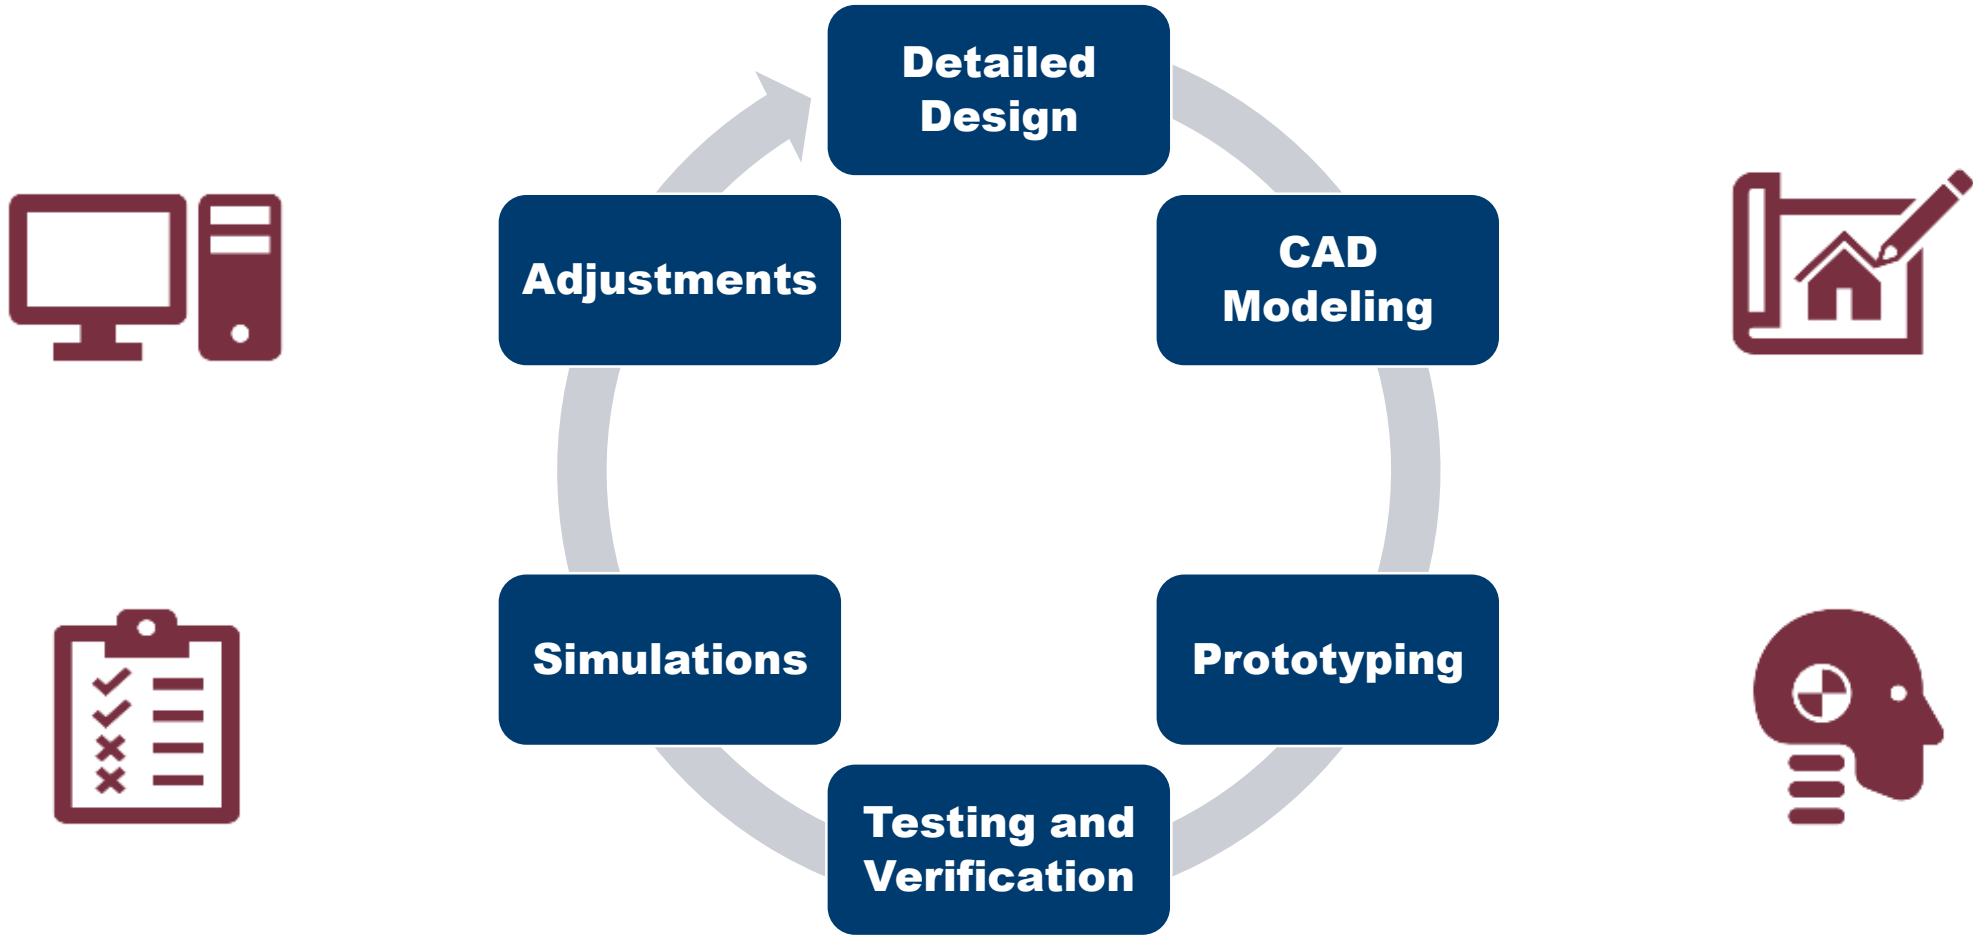 Detailed
Design
CAD
Modeling
Prototyping
Testing and
Verification
Simulations
Adjustments